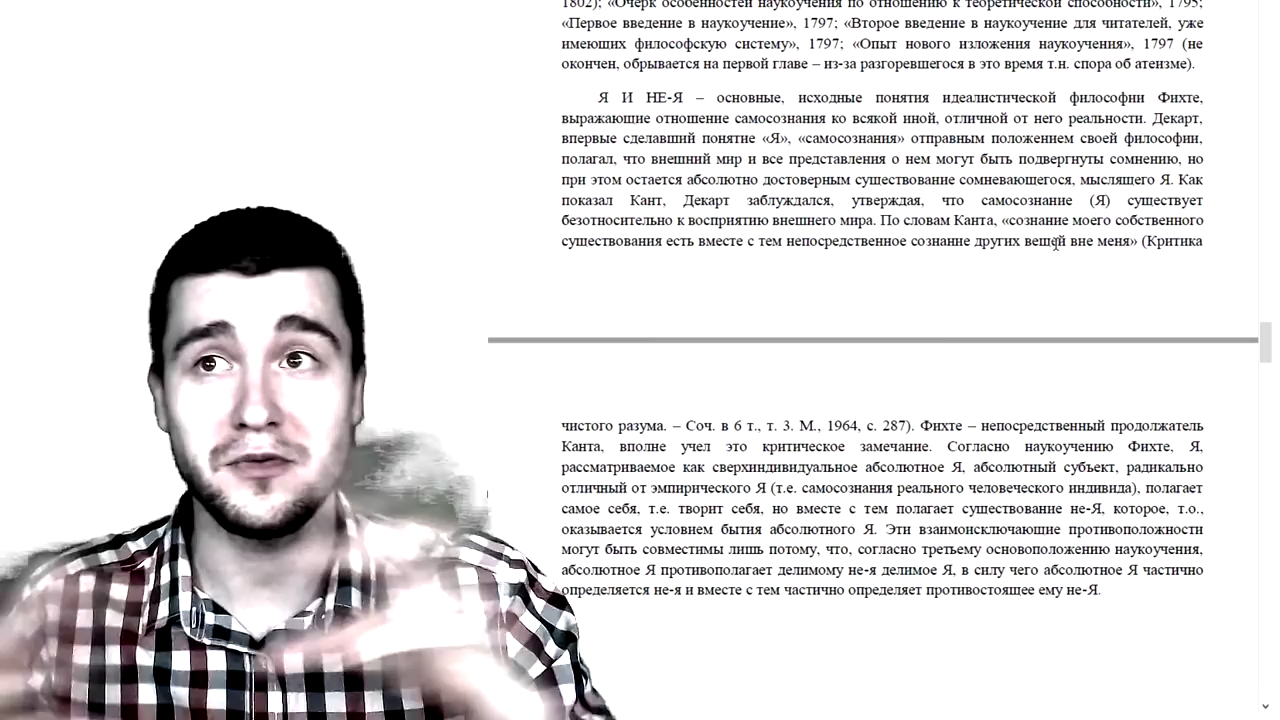 1802); «Очерк особенностей наукоучения по отношению к теоретической способности», 1795;
«Первое введение в наукоучение», 1797; «Второе введение в наукоучение для читателей, уже
имеющих философскую систему», 1797; «Опыт нового изложения наукоучения», 1797 (не
окончен, обрывается на первой главе – из-за разгоревшегося в это время т.н. спора об атеизме).
Я И НЕ-Я – основные, исходные понятия идеалистической философии Фихте,
выражающие отношение самосознания ко всякой иной, отличной от него реальности. Декарт,
впервые сделавший понятие «Я», «самосознания» отправным положением своей философии,
полагал, что внешний мир и все представления о нем могут быть подвергнуты сомнению, но
при этом остается абсолютно достоверным существование сомневающегося, мыслящего Я. Как
показал Кант, Декарт заблуждался, утверждая, что самосознание (Я) существует
безотносительно к восприятию внешнего мира. По словам Канта, «сознание моего собственного
существования есть вместе с тем непосредственное сознание других вещей вне меня» (Критика
чистого разума. – Соч. в 6 т., т. 3. М., 1964, с. 287). Фихте – непосредственный продолжатель
Канта, вполне учел это критическое замечание. Согласно наукоучению Фихте, Я,
рассматриваемое как сверхиндивидуальное абсолютное Я, абсолютный субъект, радикально
отличный от эмпирического Я (т.е. самосознания реального человеческого индивида), полагает
самое себя, т.е. творит себя, но вместе с тем полагает существование не-Я, которое, т.о.,
оказывается условием бытия абсолютного Я. Эти взаимоисключающие противоположности
могут быть совместимы лишь потому, что, согласно третьему основоположению наукоучения,
абсолютное Я противополагает делимому не-я делимое Я, в силу чего абсолютное Я частично
определяется не-я и вместе с тем частично определяет противостоящее ему не-Я.